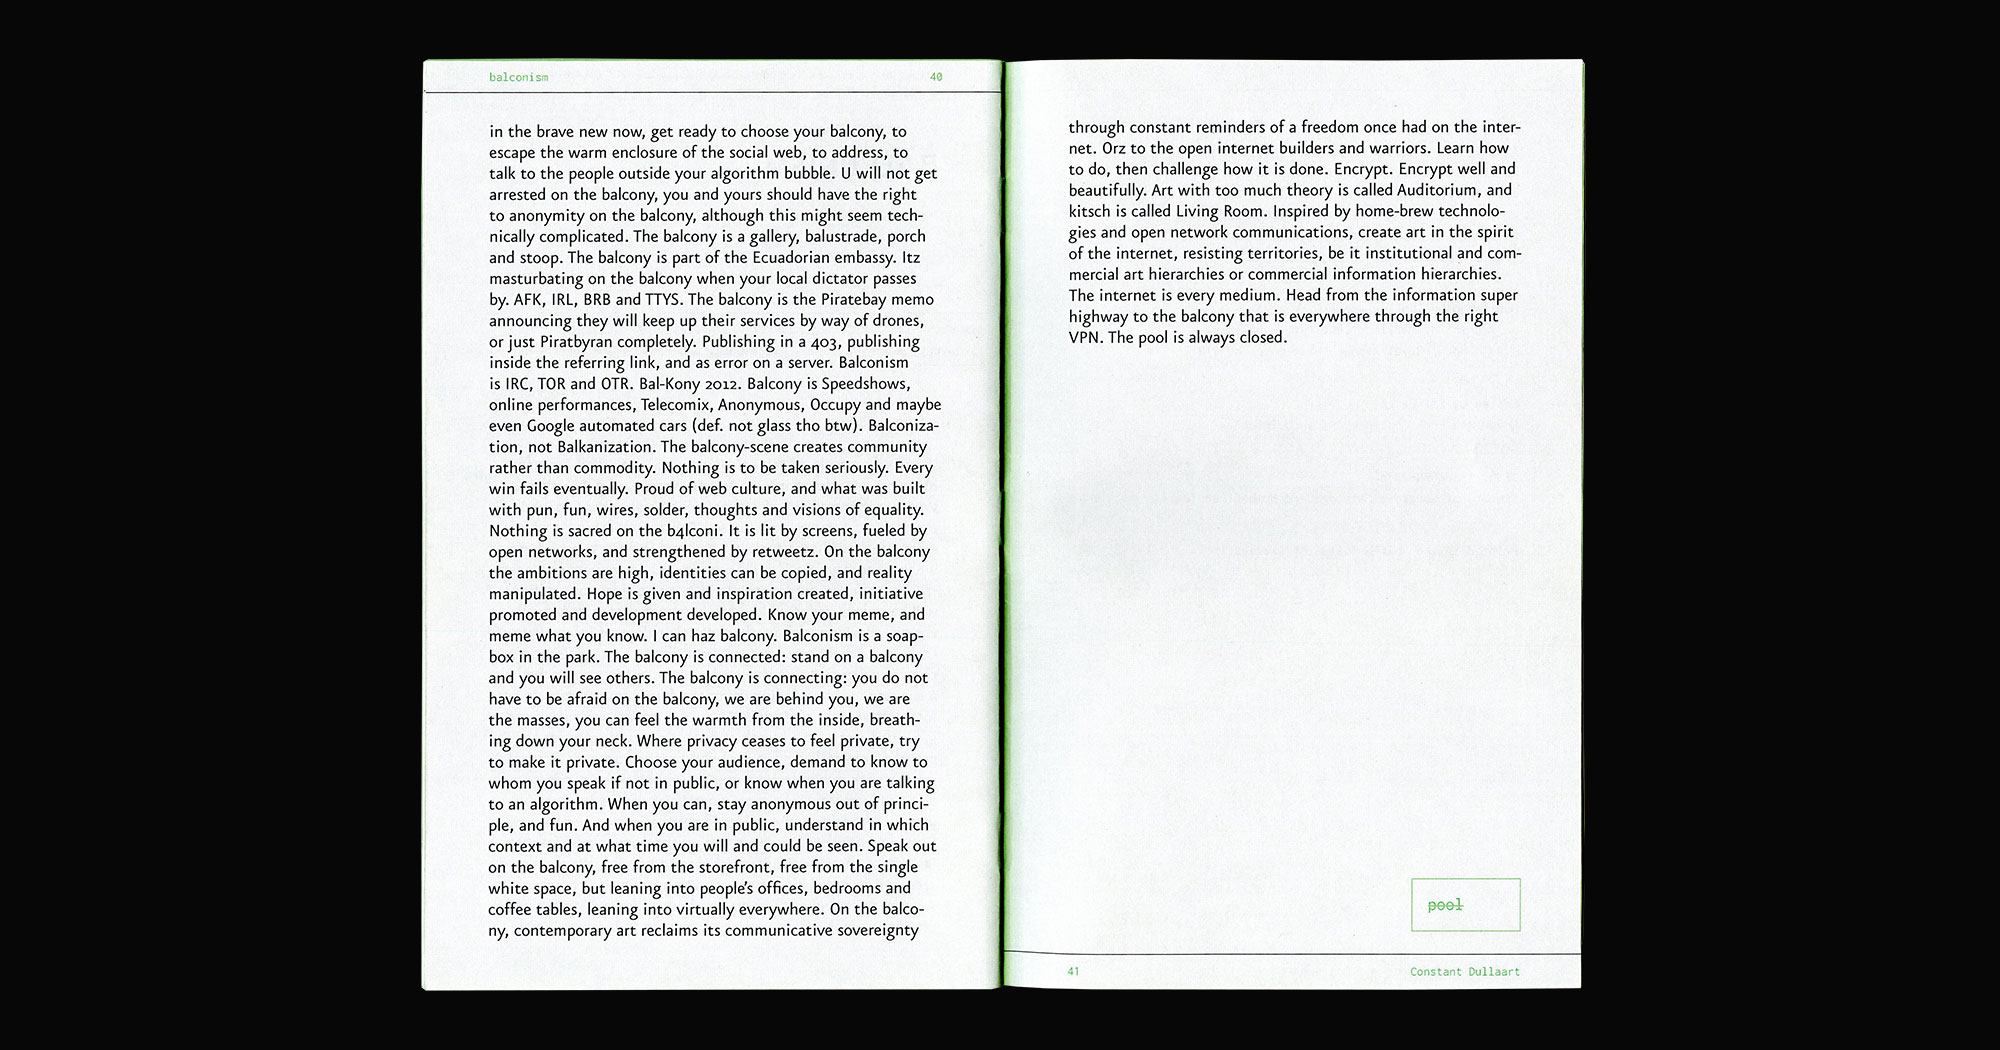 balconism 40
in the brave new now, get ready to choose your balcony, to
escape the warm enclosure of the social web, to address, to
talk to the people outside your algorithm bubble. U will not get
arrested on the balcony, you and yours should have the right
to anonymity on the balcony, although this might seem tech-
nically complicated. The balcony is a gallery, balustrade, porch
and stoop. The balcony is part of the Ecuadorian embassy. Itz
masturbating on the balcony when your local dictator passes
by. AFK, IRL, BRB and TTYS. The balcony is the Piratebay memo
announcing they will keep up their services by way of drones,
or just Piratbyran completely. Publishing in a 403, publishing
inside the referring link, and as error on a server. Balconism
is IRC, TOR and OTR. Bal-Kony 2012. Balcony is Speedshows,
online performances, Telecomix, Anonymous, Occupy and maybe
even Google automated cars (def. not glass tho btw). Balconiza-
tion, not Balkanization. The balcony-scene creates community
rather than commodity. Nothing is to be taken seriously. Every
win fails eventually. Proud of web culture, and what was built
with pun, fun, wires, solder, thoughts and visions of equality.
Nothing is sacred on the b4lconi. It is lit by screens, fueled by
open networks, and strengthened by retweetz. On the balcony
the ambitions are high, identities can be copied, and reality
manipulated. Hope is given and inspiration created, initiative
promoted and development developed. Know your meme, and
meme what you know. I can haz balcony. Balconism is a soap-
box in the park. The balcony is connected: stand on a balcony
and you will see others. The balcony is connecting: you do not
have to be afraid on the balcony, we are behind you, we are
the masses, you can feel the warmth from the inside, breath-
ing down your neck. Where privacy ceases to feel private, try
to make it private. Choose your audience, demand to know to
whom you speak if not in public, or know when you are talking
to an algorithm. When you can, stay anonymous out of princi-
ple, and fun. And when you are in public, understand in which
context and at what time you will and could be seen. Speak out
on the balcony, free from the storefront, free from the single
white space, but leaning into people's offices, bedrooms and
coffee tables, leaning into virtually everywhere. On the balco-
ny, contemporary art reclaims its communicative sovereignty
through constant reminders of a freedom once had on the inter-
net. Orz to the open internet builders and warriors. Learn how
to do, then challenge how it is done. Encrypt. Encrypt well and
beautifully. Art with too much theory is called Auditorium, and
kitsch is called Living Room. Inspired by home-brew technolo-
gies and open network communications, create art in the spirit
of the internet, resisting territories, be it institutional and com-
mercial art hierarchies or commercial information hierarchies.
The internet is every medium. Head from the information super
highway to the balcony that is everywhere through the right
VPN. The pool is always closed.
pool
41 Constant Dullaart